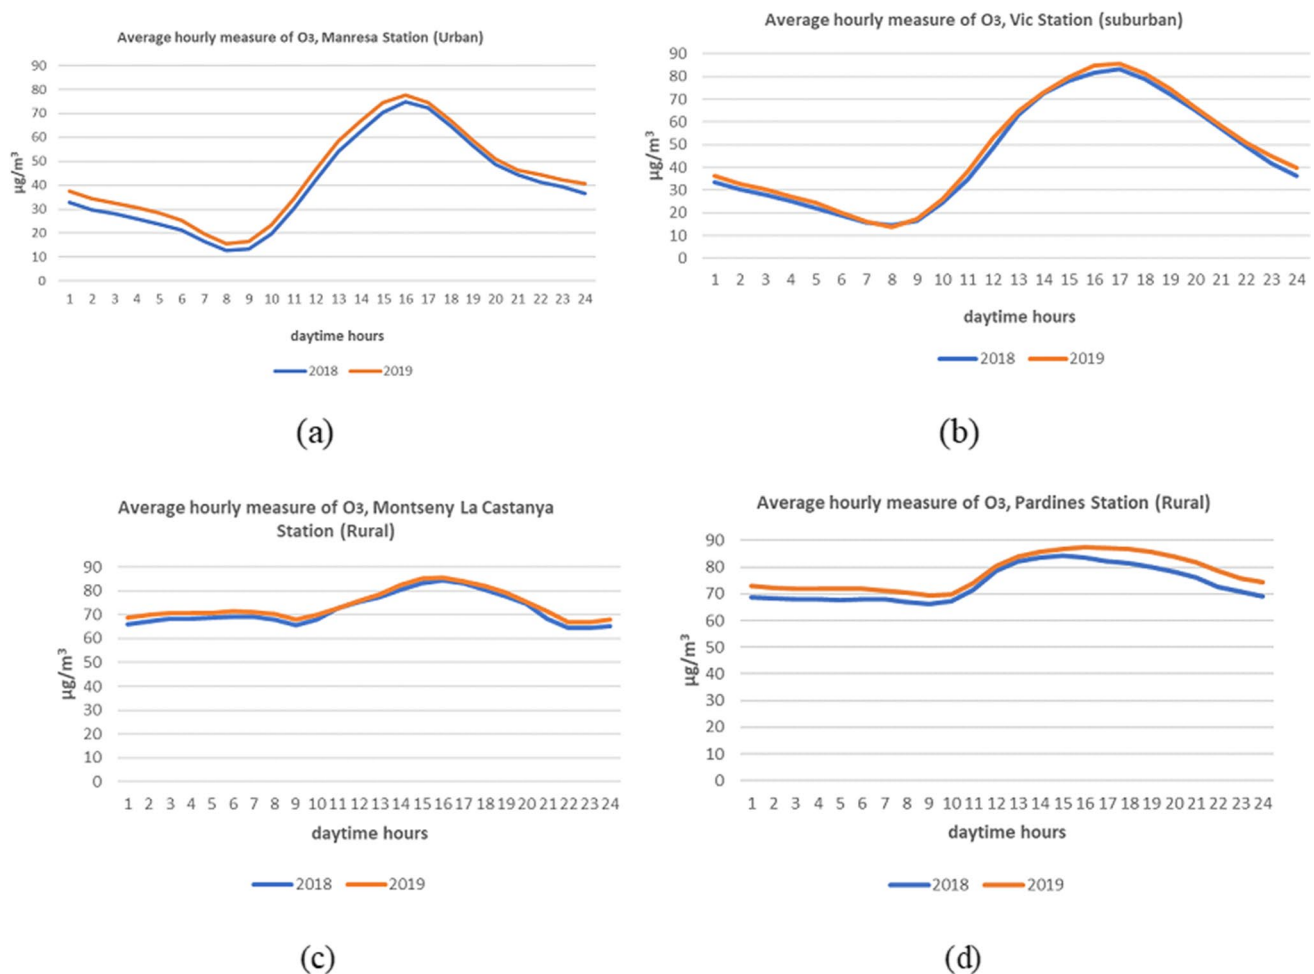 Average hourly measure of O3, Manresa Station (Urban)
µg/m³
90
80
70
60
50
40
30
20
10
0
1 2 3 4 5 6 7 8 9 10 11 12 13 14 15 16 17 18 19 20 21 22 23 24
daytime hours
2018 2019
(a)
Average hourly measure of O3, Vic Station (suburban)
µg/m³
90
80
70
60
50
40
30
20
10
0
1 2 3 4 5 6 7 8 9 10 11 12 13 14 15 16 17 18 19 20 21 22 23 24
daytime hours
2018 2019
(b)
Average hourly measure of O3, Montseny La Castanya
Station (Rural)
µg/m³
90
80
70
60
50
40
30
20
10
0
1 2 3 4 5 6 7 8 9 10 11 12 13 14 15 16 17 18 19 20 21 22 23 24
daytime hours
2018 2019
(c)
Average hourly measure of O3, Pardines Station (Rural)
µg/m³
90
80
70
60
50
40
30
20
10
0
1 2 3 4 5 6 7 8 9 10 11 12 13 14 15 16 17 18 19 20 21 22 23 24
daytime hours
2018 2019
(d)